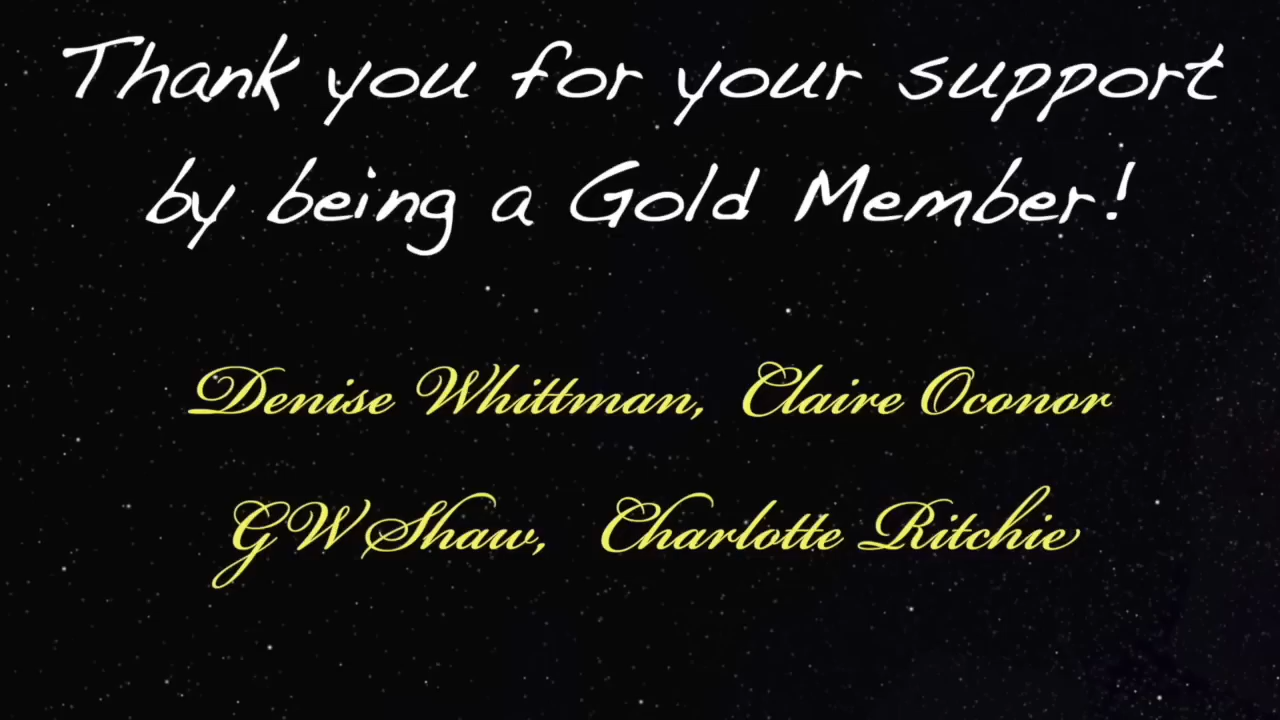 Thank you for your support
by being a Gold Member!
Denise Whittman, Claire Oconor
GW Shaw, Charlotte Ritchie